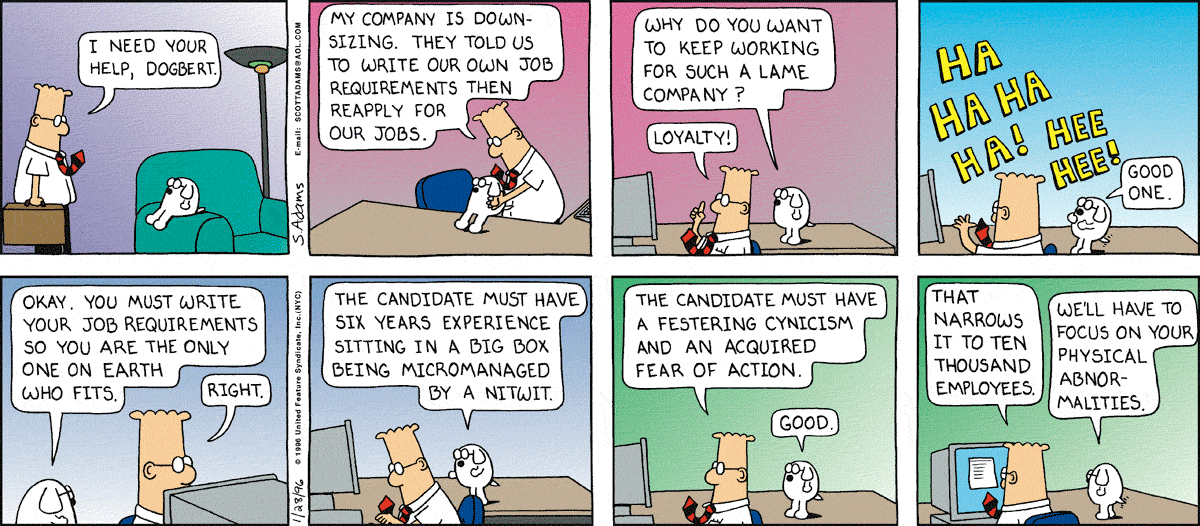 I NEED YOUR
HELP, DOGBERT.
S. Adams
E-mail: SCOTTADAMS@AOL.COM
MY COMPANY IS DOWN-
SIZING. THEY TOLD US
TO WRITE OUR OWN JOB
REQUIREMENTS THEN
REAPPLY FOR
OUR JOBS.
WHY DO YOU WANT
TO KEEP WORKING
FOR SUCH A LAME
COMPANY?
LOYALTY!
HA
HA HA
HA! HEE
HEE!
GOOD
ONE.
OKAY. YOU MUST WRITE
YOUR JOB REQUIREMENTS
SO YOU ARE THE ONLY
ONE ON EARTH
WHO FITS.
RIGHT.
1/28/96 © 1996 United Feature Syndicate, Inc.(NYC)
THE CANDIDATE MUST HAVE
SIX YEARS EXPERIENCE
SITTING IN A BIG BOX
BEING MICROMANAGED
BY A NITWIT.
THE CANDIDATE MUST HAVE
A FESTERING CYNICISM
AND AN ACQUIRED
FEAR OF ACTION.
GOOD.
THAT
NARROWS
IT TO TEN
THOUSAND
EMPLOYEES.
WE'LL HAVE TO
FOCUS ON YOUR
PHYSICAL
ABNOR-
MALITIES.